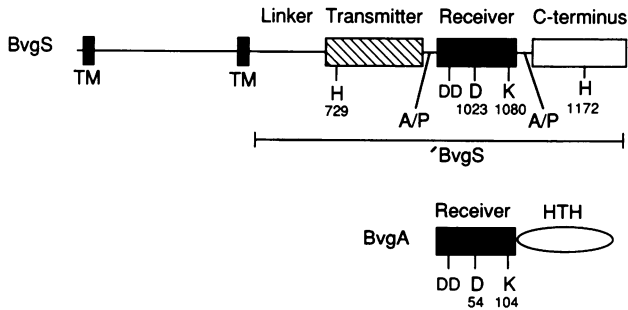 Linker Transmitter Receiver C-terminus
BvgS
TM TM
H DD D K H
729 1023 1080 1172
A/P A/P
′BvgS
Receiver HTH
BvgA
DD D K
54 104